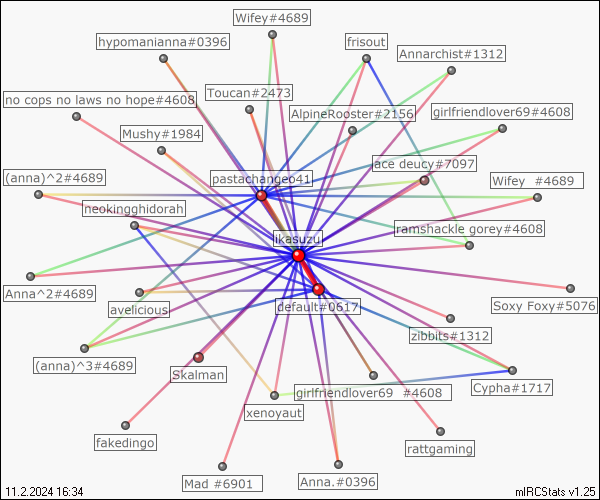 Wifey#4689
hypomanianna#0396
frisout
Annarchist#1312
no cops no laws no hope#4608
Toucan#2473
AlpineRooster#2156
girlfriendlover69#4608
Mushy#1984
ace deucy#7097
(anna)^2#4689
pastachangeo41
Wifey  #4689
neokingghidorah
ramshackle gorey#4608
ikasuzu
Anna^2#4689
avelicious
default#0617
Soxy Foxy#5076
zibbits#1312
(anna)^3#4689
Skalman
girlfriendlover69  #4608
Cypha#1717
xenoyaut
fakedingo
rattgaming
Mad #6901
Anna.#0396
11.2.2024 16:34
mIRCStats v1.25